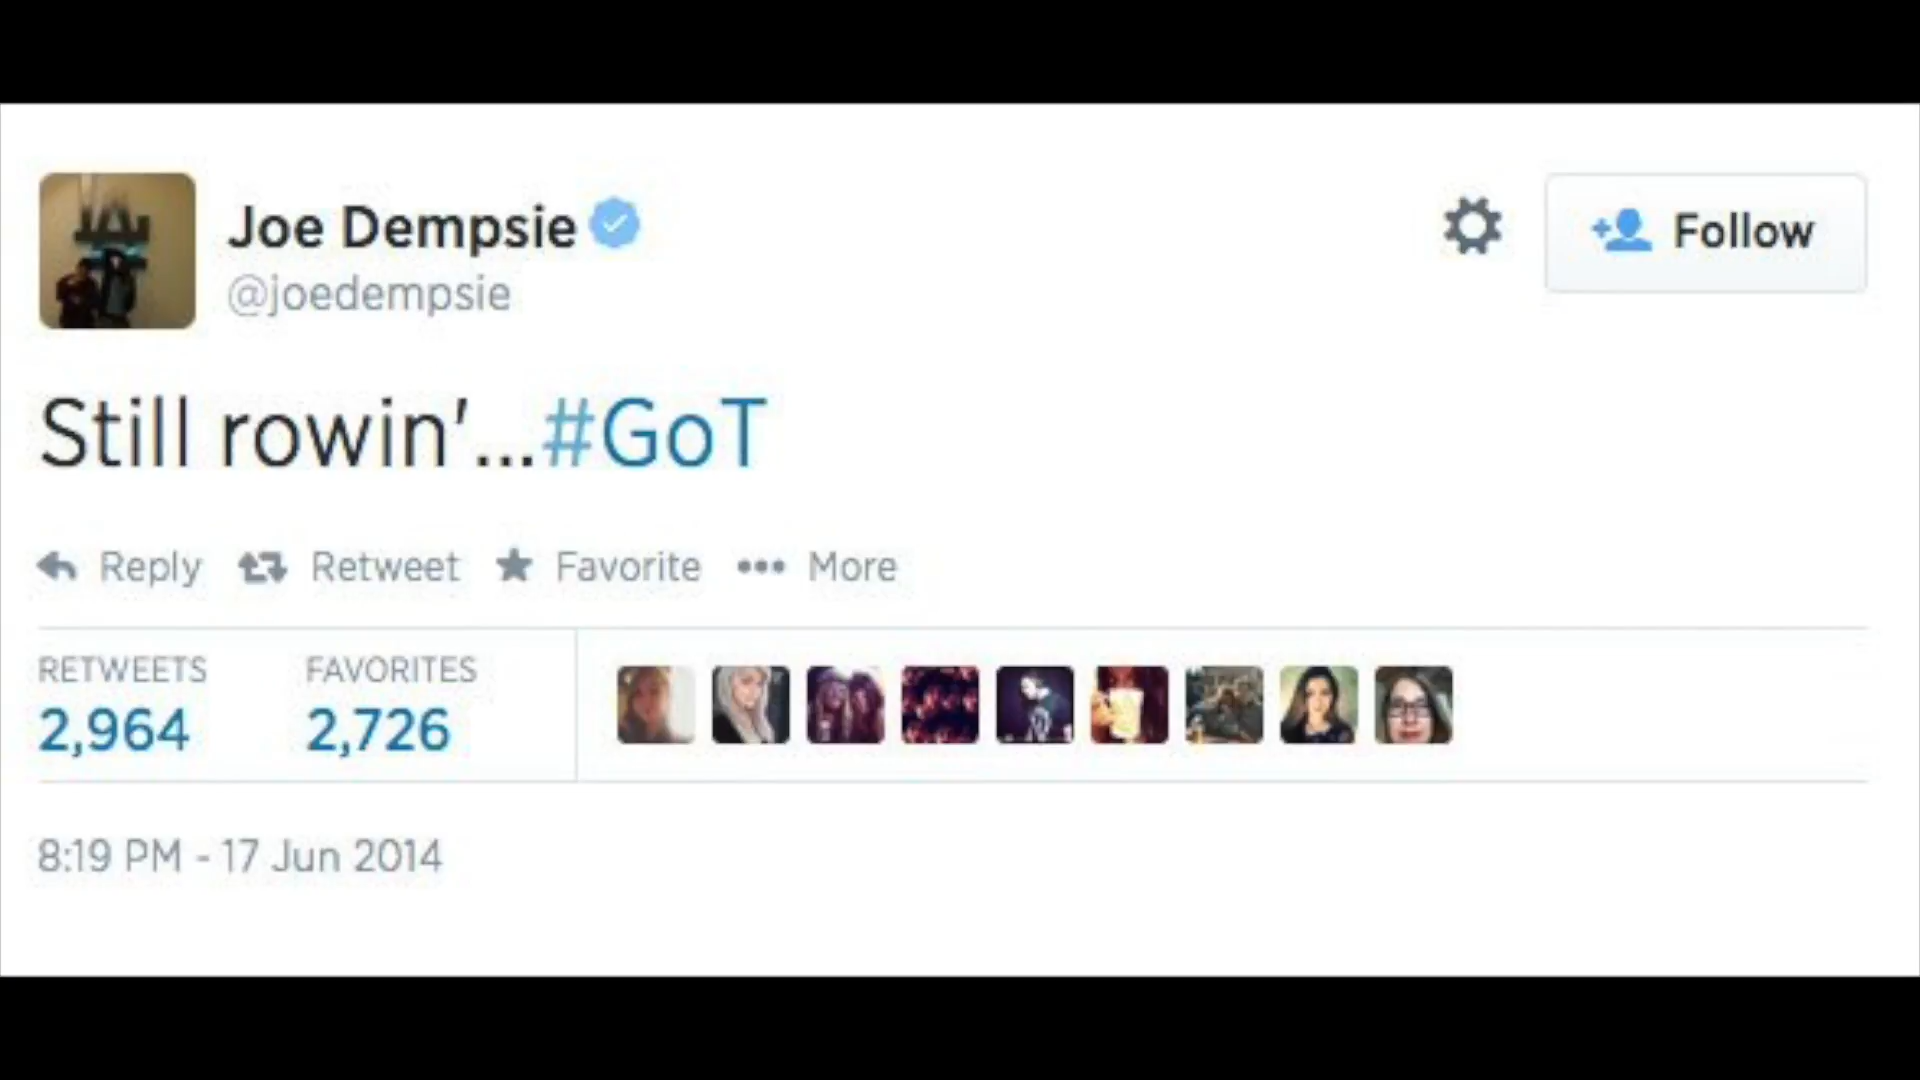 Joe Dempsie
@joedempsie
Follow
Still rowin'...#GoT
Reply Retweet Favorite More
RETWEETS FAVORITES
2,964 2,726
8:19 PM - 17 Jun 2014